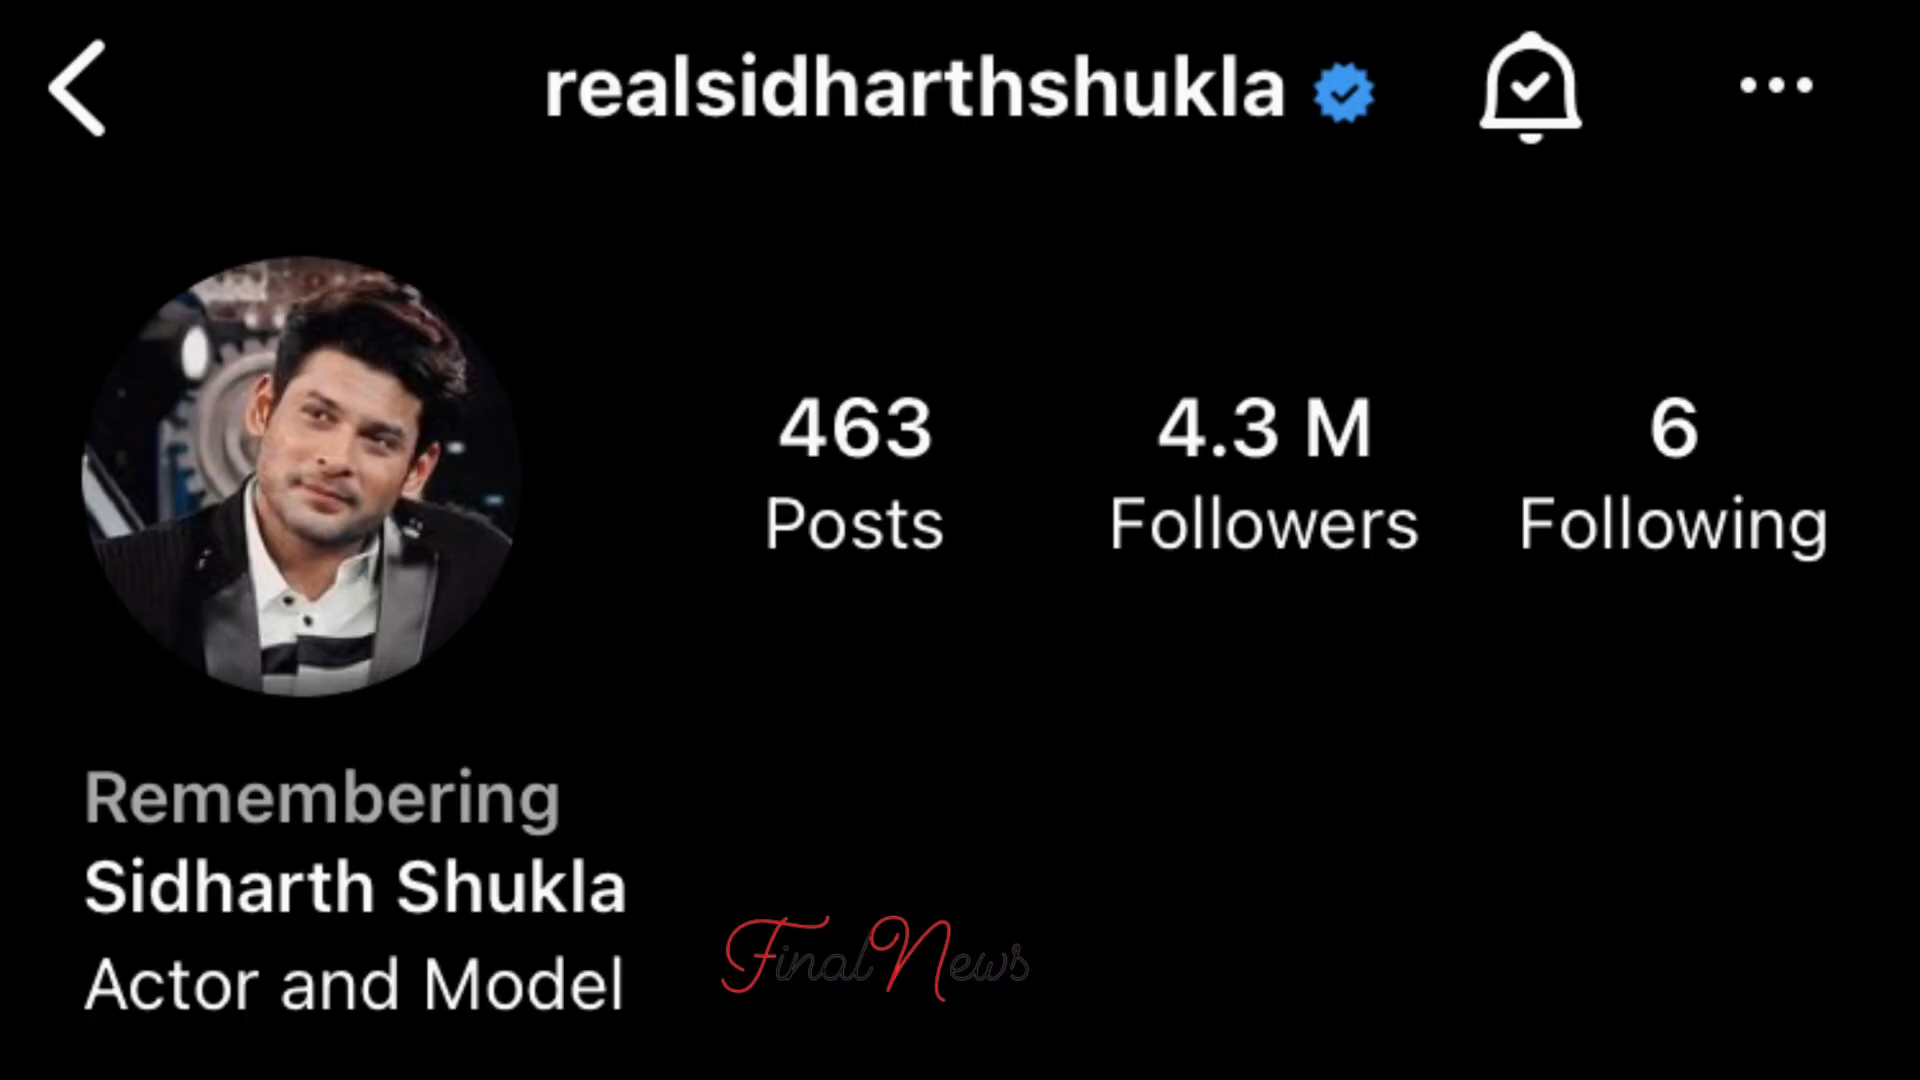 realsidharthshukla
463
Posts
4.3 M
Followers
6
Following
Remembering
Sidharth Shukla
Actor and Model
FinalNews